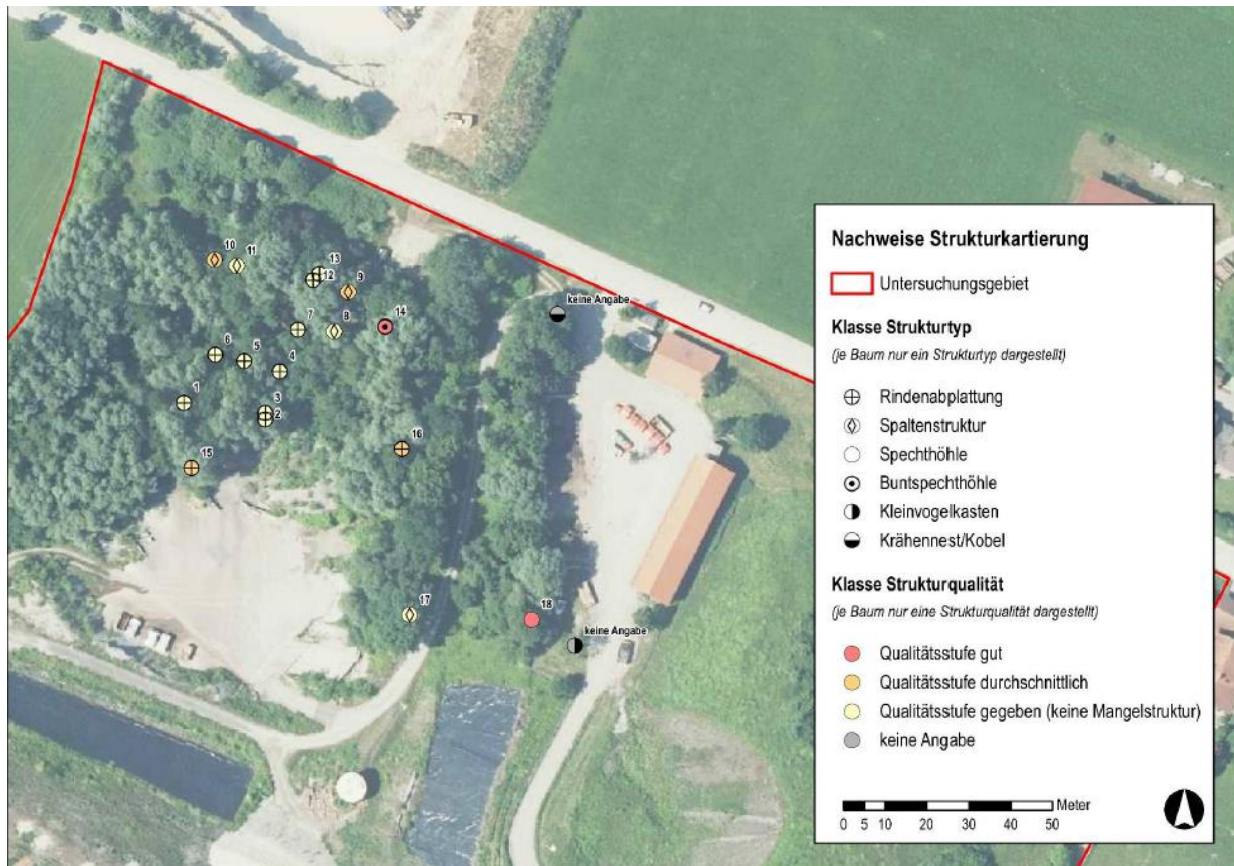 10
11
13
12
9
keine Angabe
14
7
8
6
5
4
1
3
2
16
15
17
18
keine Angabe
Nachweise Strukturkartierung
Untersuchungsgebiet
Klasse Strukturtyp
(je Baum nur ein Strukturtyp dargestellt)
Rindenabplattung
Spaltenstruktur
Spechthöhle
Buntspechthöhle
Kleinvogelkasten
Krähennest/Kobel
Klasse Strukturqualität
(je Baum nur eine Strukturqualität dargestellt)
Qualitätsstufe gut
Qualitätsstufe durchschnittlich
Qualitätsstufe gegeben (keine Mangelstruktur)
keine Angabe
Meter
0 5 10 20 30 40 50